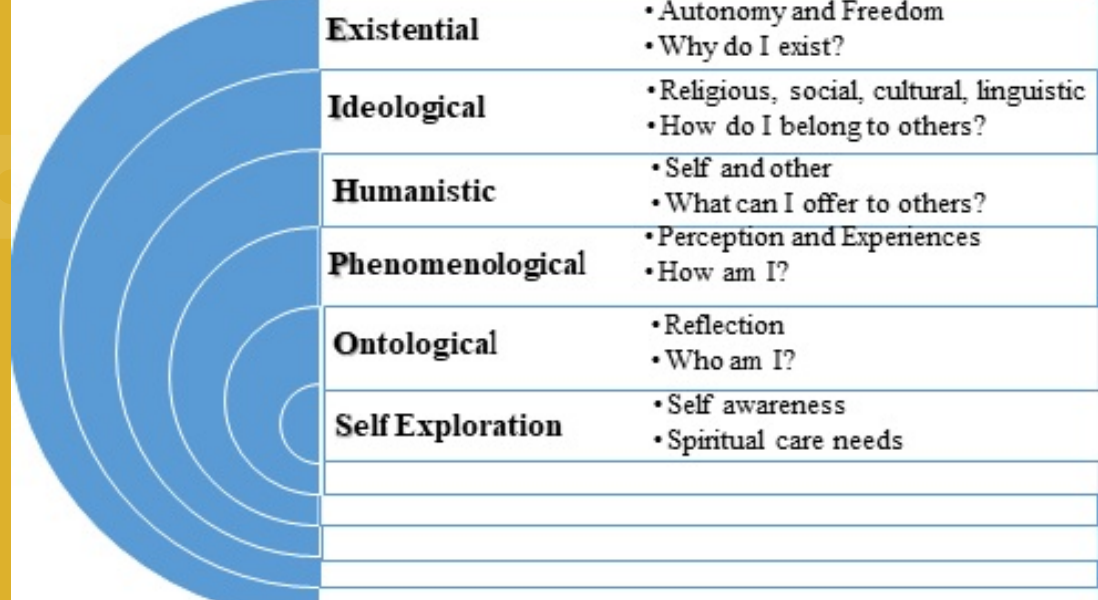 Existential
• Autonomy and Freedom
• Why do I exist?
Ideological
• Religious, social, cultural, linguistic
• How do I belong to others?
Humanistic
• Self and other
• What can I offer to others?
Phenomenological
• Perception and Experiences
• How am I?
Ontological
• Reflection
• Who am I?
Self Exploration
• Self awareness
• Spiritual care needs